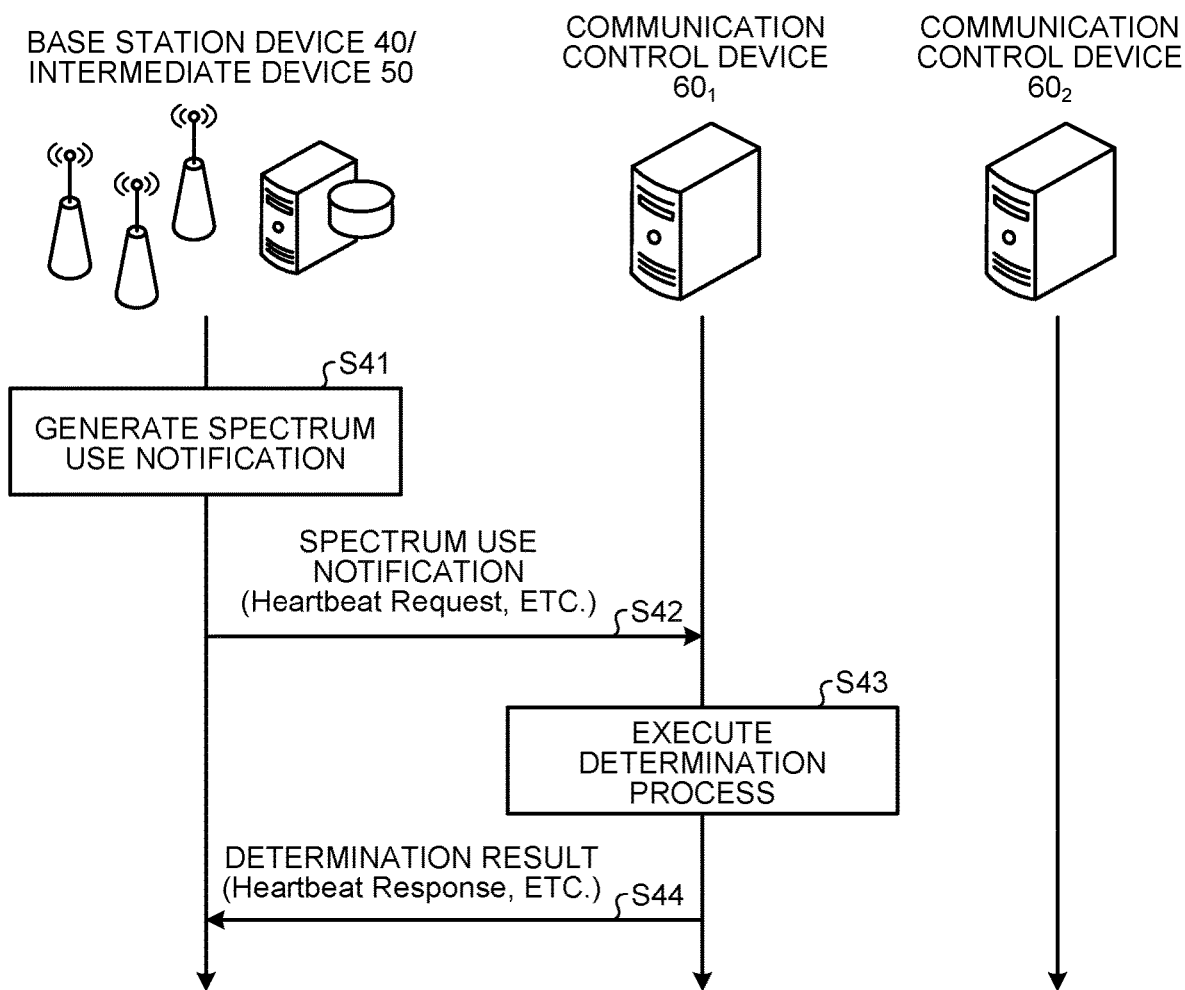 BASE STATION DEVICE 40/
INTERMEDIATE DEVICE 50
COMMUNICATION
CONTROL DEVICE
60₁
COMMUNICATION
CONTROL DEVICE
60₂
S41
GENERATE SPECTRUM
USE NOTIFICATION
SPECTRUM USE
NOTIFICATION
(Heartbeat Request, ETC.)
S42
S43
EXECUTE
DETERMINATION
PROCESS
DETERMINATION RESULT
(Heartbeat Response, ETC.)
S44